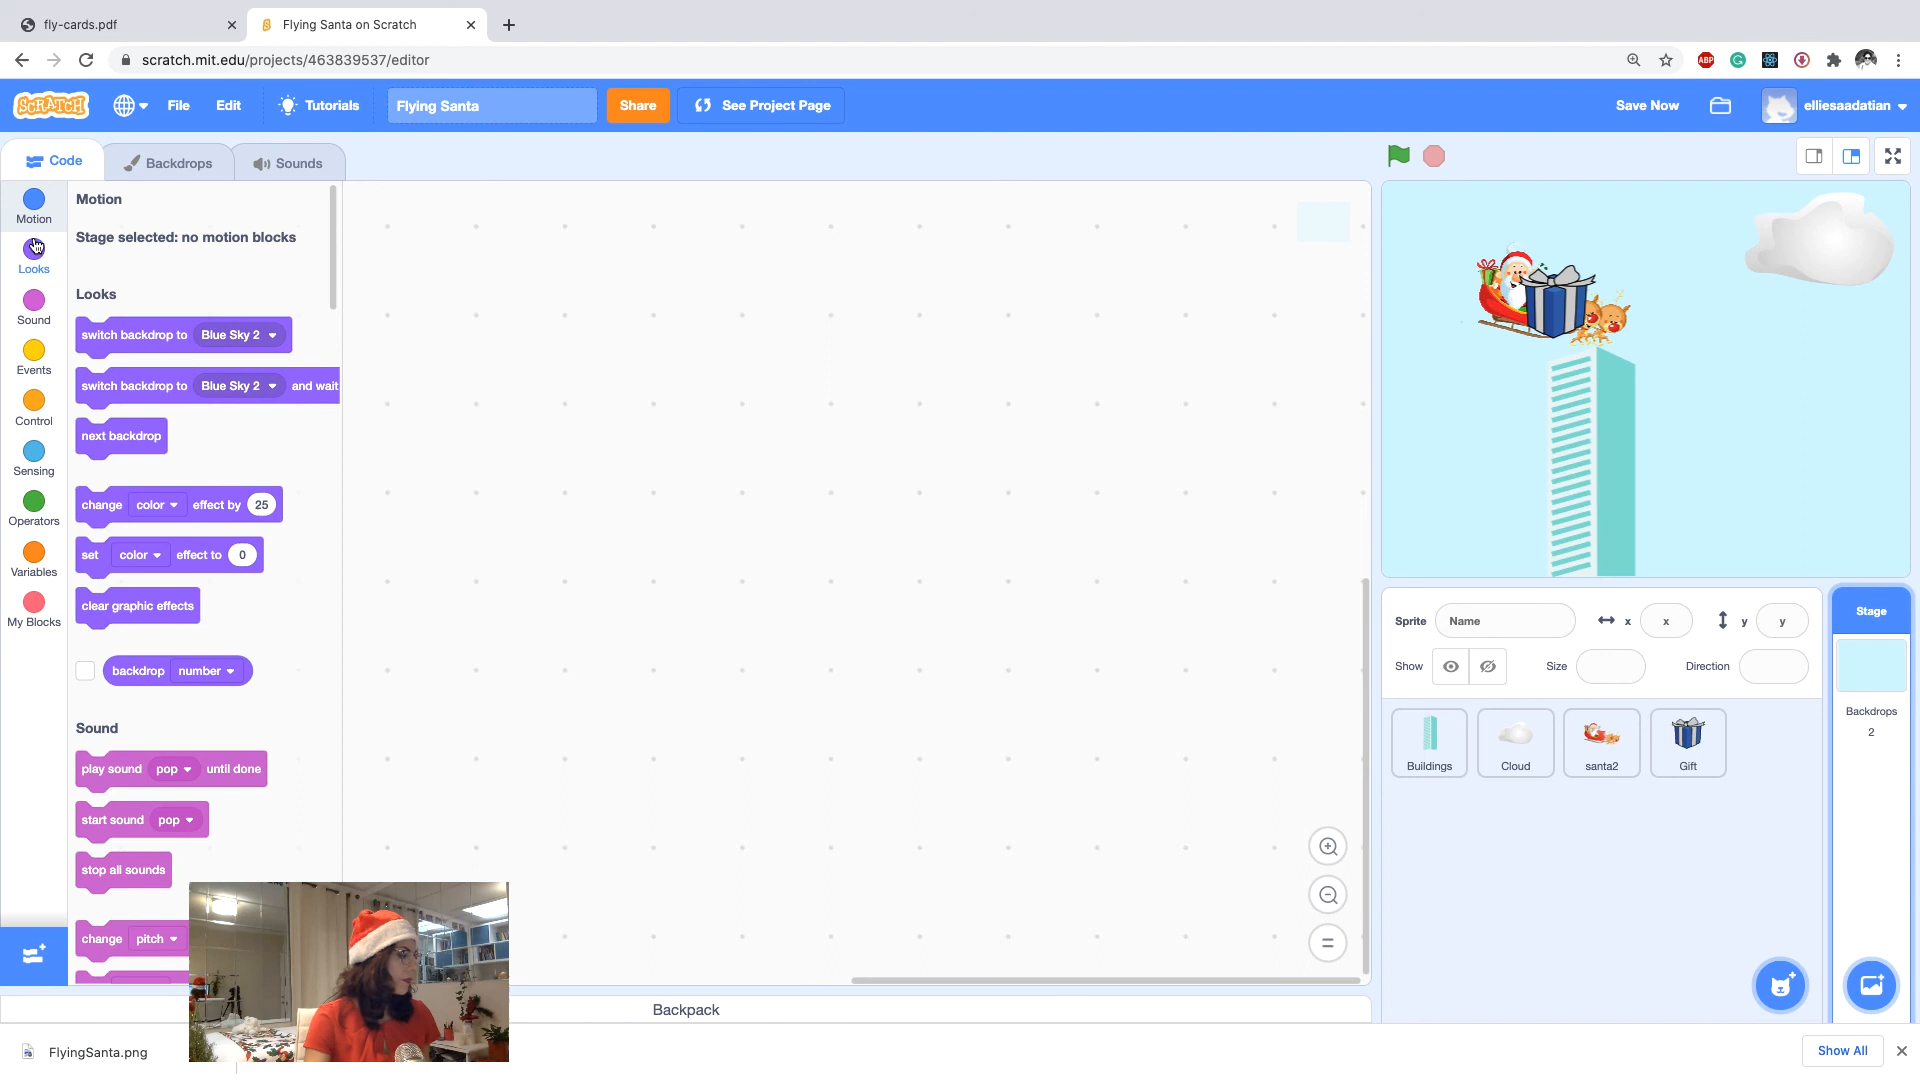 fly-cards.pdf
Flying Santa on Scratch
scratch.mit.edu/projects/463839537/editor
ABP
SCRATCH
File
Edit
Tutorials
Flying Santa
Share
See Project Page
Save Now
elliesaadatian
Code
Backdrops
Sounds
Motion
Looks
Sound
Events
Control
Sensing
Operators
Variables
My Blocks
Motion
Stage selected: no motion blocks
Looks
switch backdrop to Blue Sky 2
switch backdrop to Blue Sky 2 and wait
next backdrop
change color effect by 25
set color effect to 0
clear graphic effects
backdrop number
Sound
play sound pop until done
start sound pop
stop all sounds
change pitch
Sprite Name x x y y
Show Size Direction
Buildings
Cloud
santa2
Gift
Stage
Backdrops
2
Backpack
FlyingSanta.png
Show All